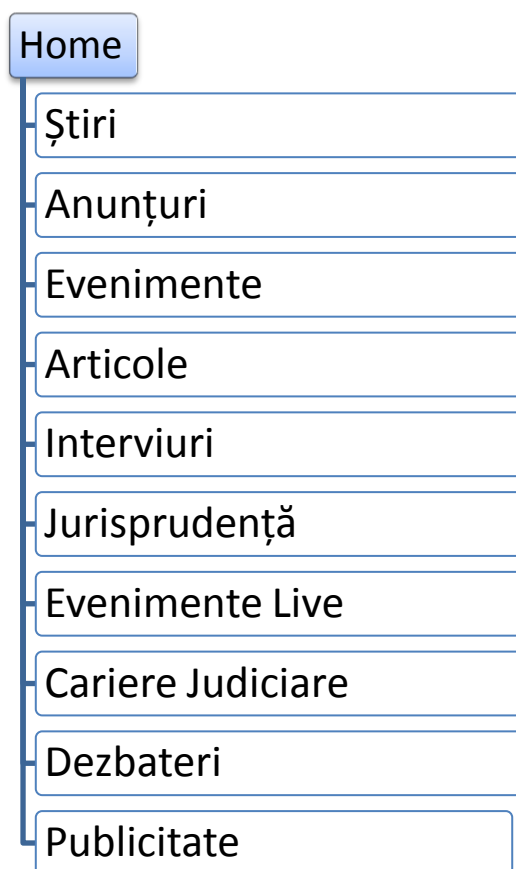 Home
Știri
Anunțuri
Evenimente
Articole
Interviuri
Jurisprudență
Evenimente Live
Cariere Judiciare
Dezbateri
Publicitate